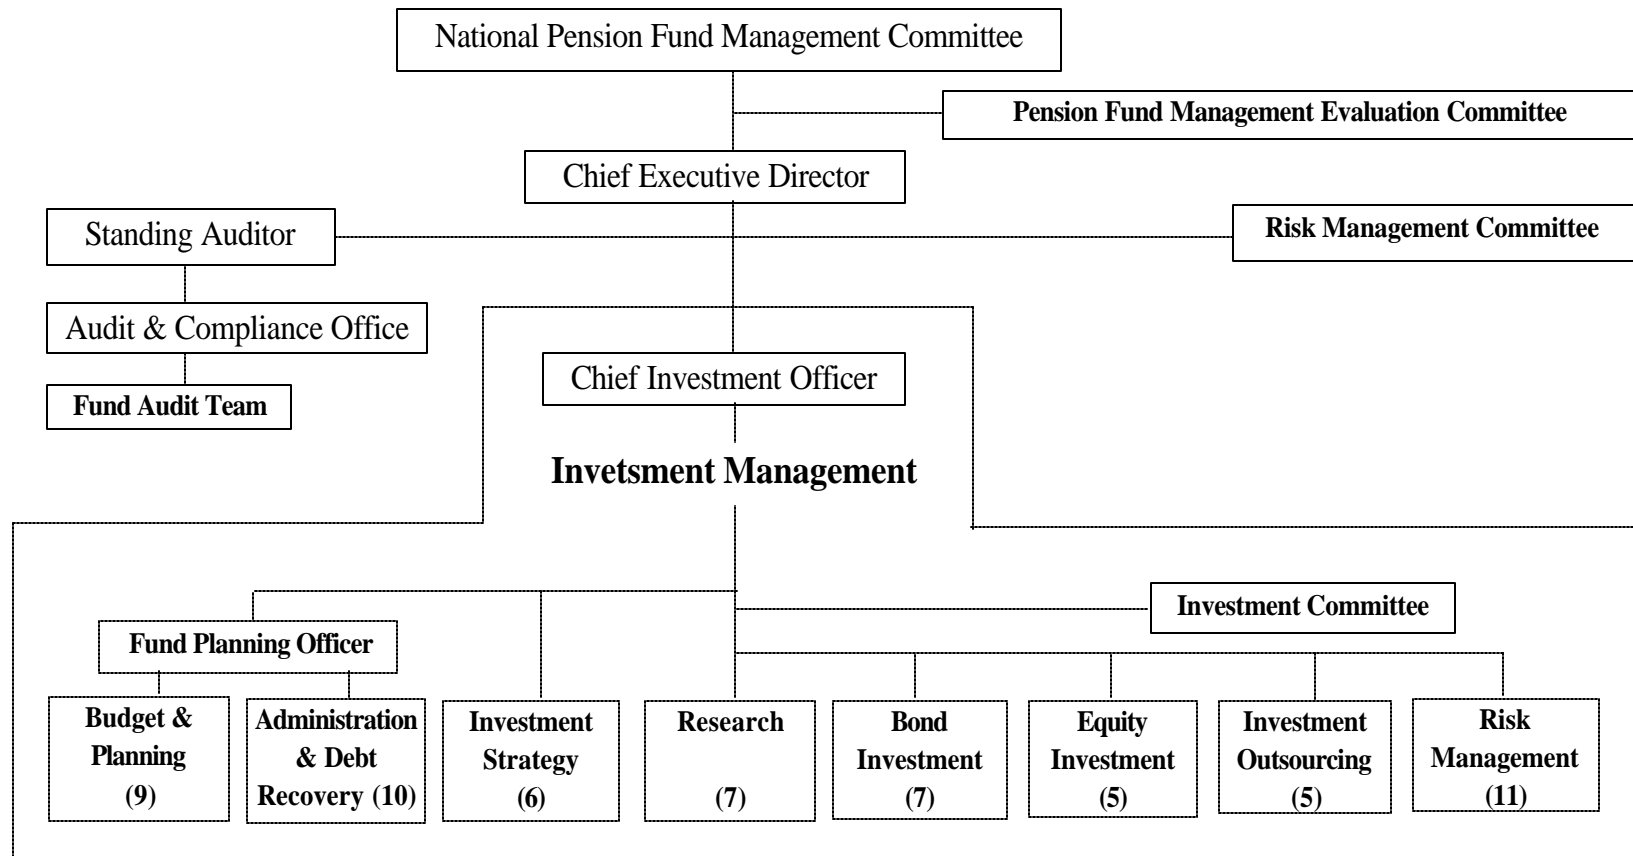 National Pension Fund Management Committee
Pension Fund Management Evaluation Committee
Chief Executive Director
Standing Auditor
Risk Management Committee
Audit & Compliance Office
Chief Investment Officer
Fund Audit Team
Invetsment Management
Investment Committee
Fund Planning Officer
Budget &
Planning
(9)
Administration
& Debt
Recovery (10)
Investment
Strategy
(6)
Research
(7)
Bond
Investment
(7)
Equity
Investment
(5)
Investment
Outsourcing
(5)
Risk
Management
(11)